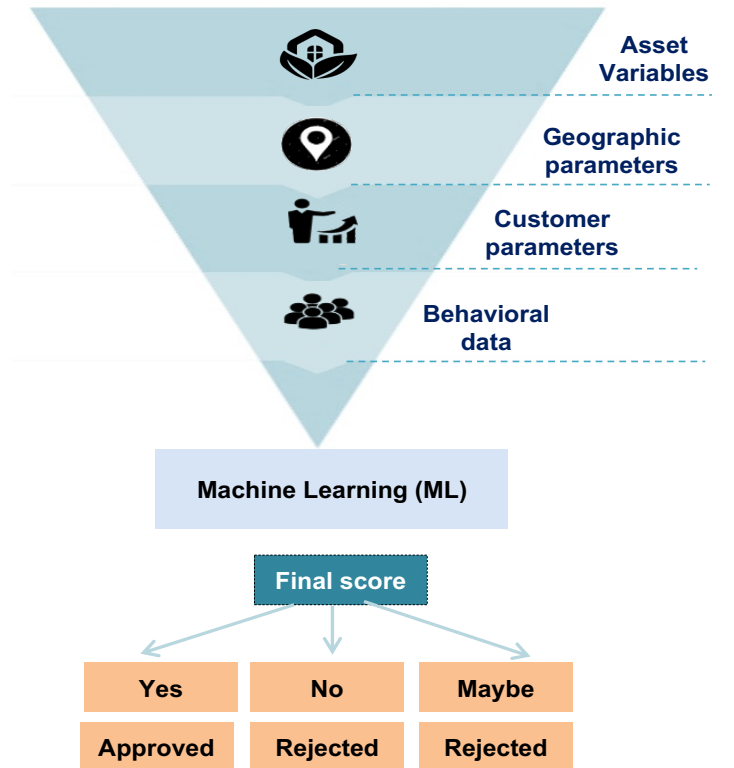 Asset
Variables
Geographic
parameters
Customer
parameters
Behavioral
data
Machine Learning (ML)
Final score
Yes
No
Maybe
Approved
Rejected
Rejected